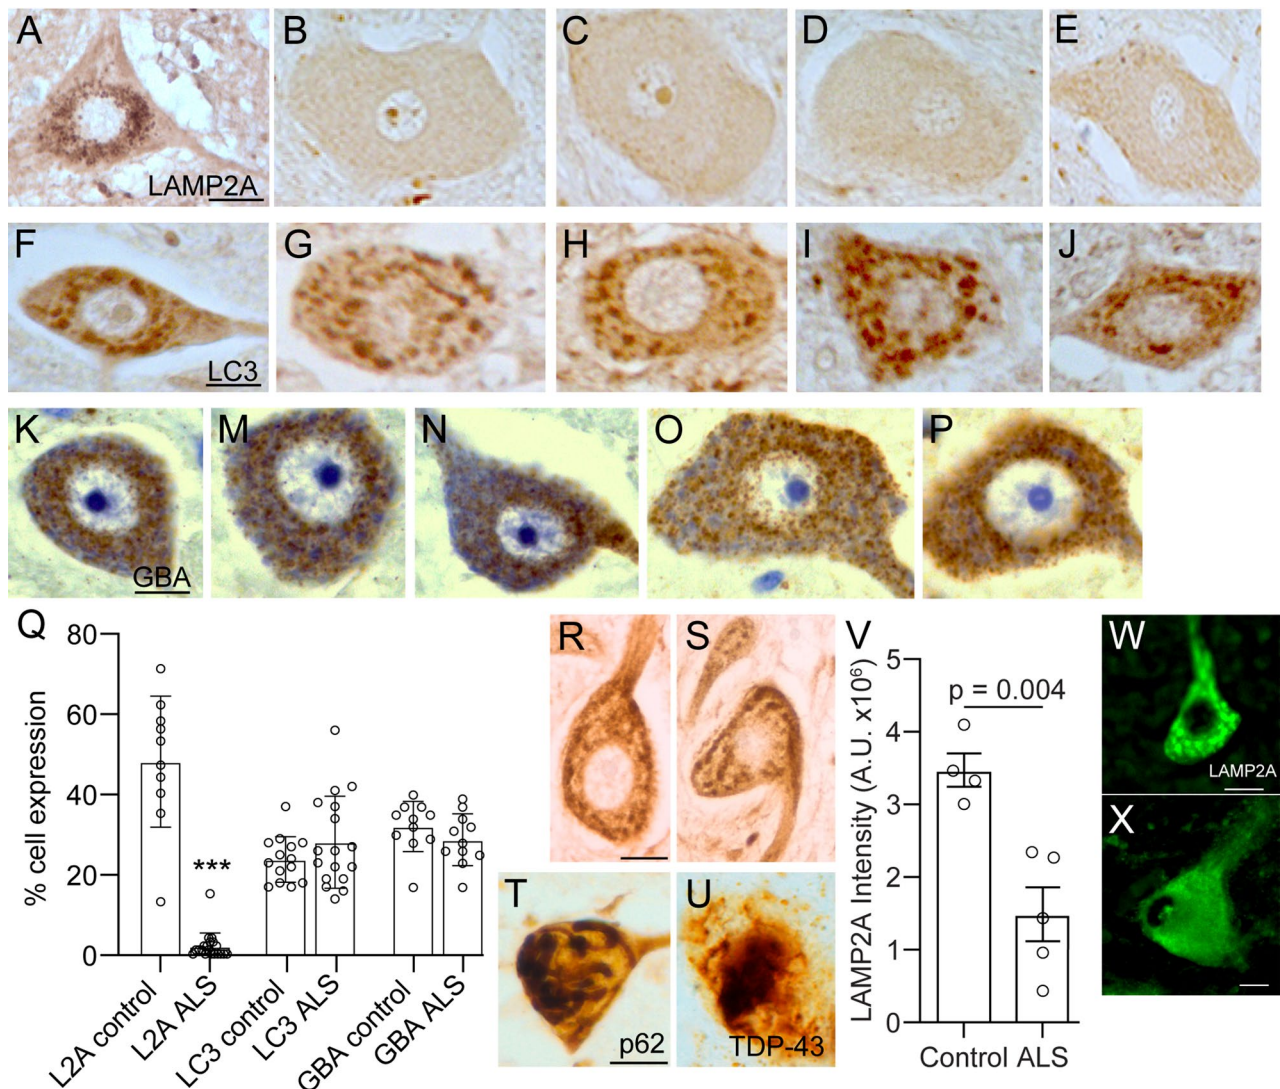 A
B
C
D
E
LAMP2A
F
G
H
I
J
LC3
K
M
N
O
P
GBA
Q
80
60
40
20
0
% cell expression
***
L2A control
L2A ALS
LC3 control
LC3 ALS
GBA control
GBA ALS
R
S
T
U
p62
TDP-43
V
5
4
3
2
1
0
LAMP2A Intensity (A.U. x10⁶)
p = 0.004
Control ALS
W
LAMP2A
X